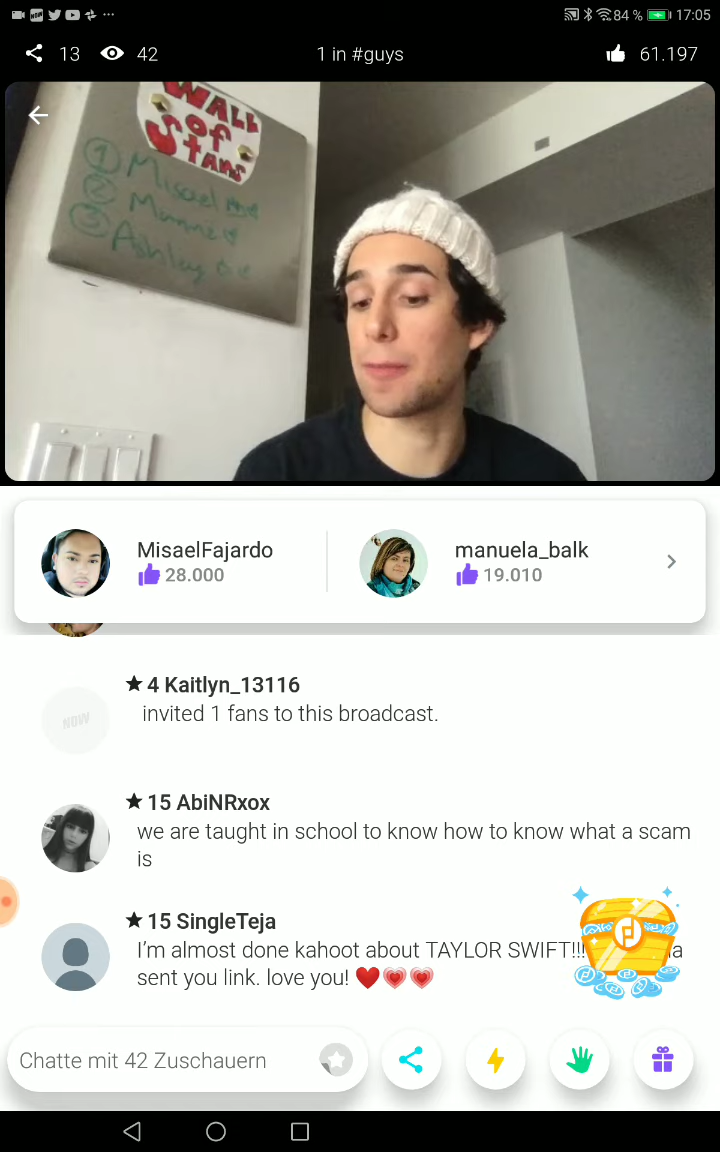 84 % 17:05
13 42 1 in #guys 61.197
WALL
OF
STANS
1 Misael
2
3 Ashley
MisaelFajardo
28.000
manuela_balk
19.010
4 Kaitlyn_13116
NOW
invited 1 fans to this broadcast.
15 AbiNRxox
we are taught in school to know how to know what a scam
is
15 SingleTeja
I'm almost done kahoot about TAYLOR SWIFT!!!
sent you link. love you! ❤️💗💗
Chatte mit 42 Zuschauern